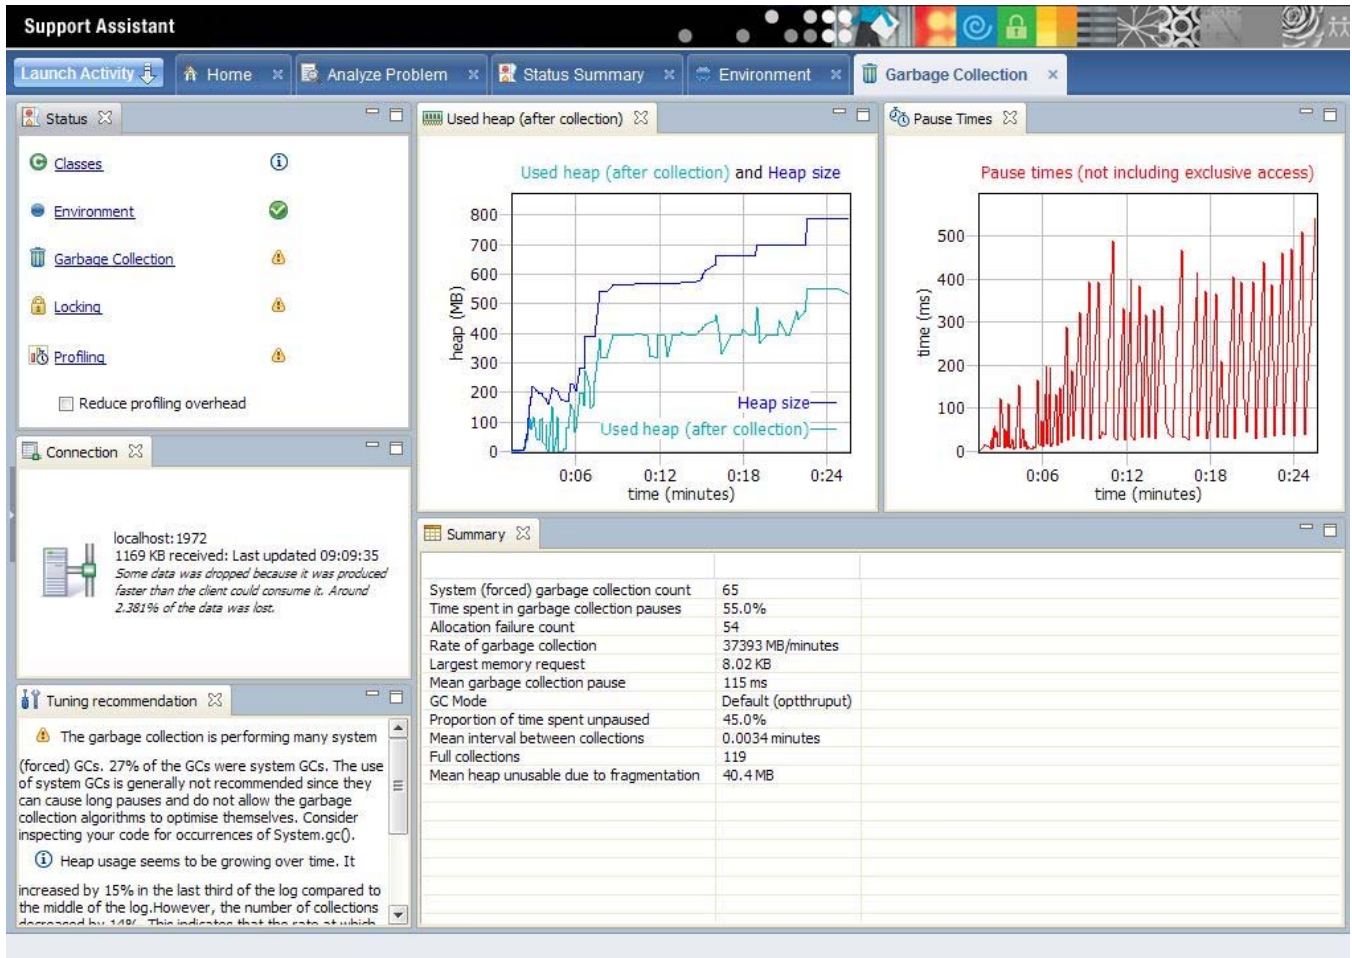 Support Assistant
Launch Activity
Home
Analyze Problem
Status Summary
Environment
Garbage Collection
Status
Classes
Environment
Garbage Collection
Locking
Profiling
Reduce profiling overhead
Connection
localhost:1972
1169 KB received: Last updated 09:09:35
Some data was dropped because it was produced
faster than the client could consume it. Around
2.381% of the data was lost.
Tuning recommendation
The garbage collection is performing many system
(forced) GCs. 27% of the GCs were system GCs. The use
of system GCs is generally not recommended since they
can cause long pauses and do not allow the garbage
collection algorithms to optimise themselves. Consider
inspecting your code for occurrences of System.gc().
Heap usage seems to be growing over time. It
increased by 15% in the last third of the log compared to
the middle of the log.However, the number of collections
decreased by 14%. This indicates that the rate at which
Used heap (after collection)
Used heap (after collection) and Heap size
800
700
600
500
400
300
200
100
0
heap (MB)
Heap size
Used heap (after collection)
0:06 0:12 0:18 0:24
time (minutes)
Pause Times
Pause times (not including exclusive access)
500
400
300
200
100
0
time (ms)
0:06 0:12 0:18 0:24
time (minutes)
Summary
System (forced) garbage collection count 65
Time spent in garbage collection pauses 55.0%
Allocation failure count 54
Rate of garbage collection 37393 MB/minutes
Largest memory request 8.02 KB
Mean garbage collection pause 115 ms
GC Mode Default (optthruput)
Proportion of time spent unpaused 45.0%
Mean interval between collections 0.0034 minutes
Full collections 119
Mean heap unusable due to fragmentation 40.4 MB